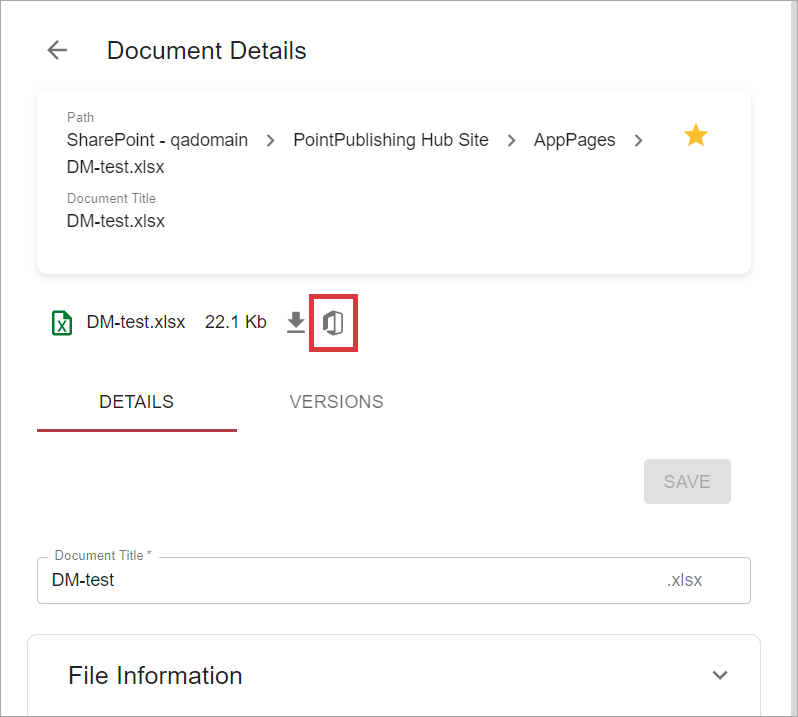 Document Details
Path
SharePoint - qadomain > PointPublishing Hub Site > AppPages >
DM-test.xlsx
Document Title
DM-test.xlsx
X DM-test.xlsx 22.1 Kb
DETAILS VERSIONS
SAVE
Document Title *
DM-test .xlsx
File Information